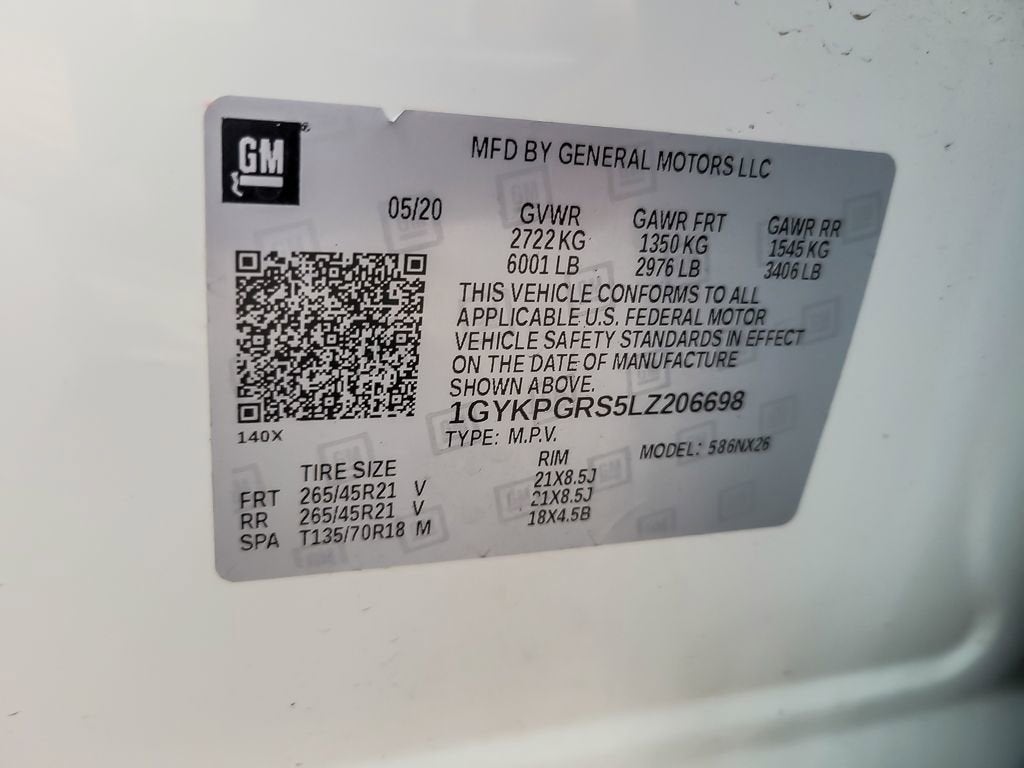 GM
MFD BY GENERAL MOTORS LLC
05/20 GVWR GAWR FRT GAWR RR
2722 KG 1350 KG 1545 KG
6001 LB 2976 LB 3406 LB
THIS VEHICLE CONFORMS TO ALL
APPLICABLE U.S. FEDERAL MOTOR
VEHICLE SAFETY STANDARDS IN EFFECT
ON THE DATE OF MANUFACTURE
SHOWN ABOVE.
1GYKPGRS5LZ206698
140X
TYPE: M.P.V. MODEL: 586NX26
TIRE SIZE RIM
FRT 265/45R21 V 21X8.5J
RR 265/45R21 V 21X8.5J
SPA T135/70R18 M 18X4.5B